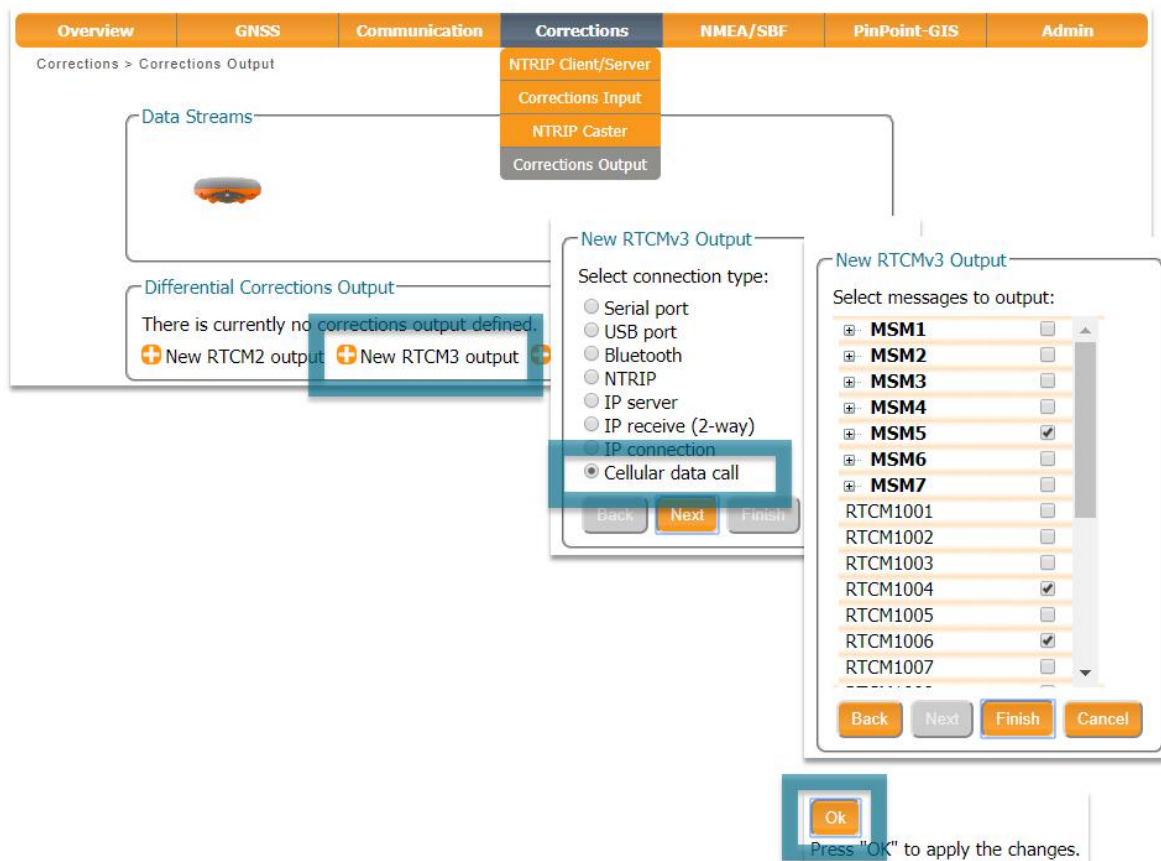 Overview GNSS Communication Corrections NMEA/SBF PinPoint-GIS Admin
Corrections > Corrections Output
NTRIP Client/Server
Corrections Input
NTRIP Caster
Corrections Output
Data Streams
Differential Corrections Output
There is currently no corrections output defined.
New RTCM2 output New RTCM3 output
New RTCMv3 Output
Select connection type:
Serial port
USB port
Bluetooth
NTRIP
IP server
IP receive (2-way)
IP connection
Cellular data call
Back Next Finish
New RTCMv3 Output
Select messages to output:
MSM1
MSM2
MSM3
MSM4
MSM5
MSM6
MSM7
RTCM1001
RTCM1002
RTCM1003
RTCM1004
RTCM1005
RTCM1006
RTCM1007
Back Next Finish Cancel
Ok
Press "OK" to apply the changes.